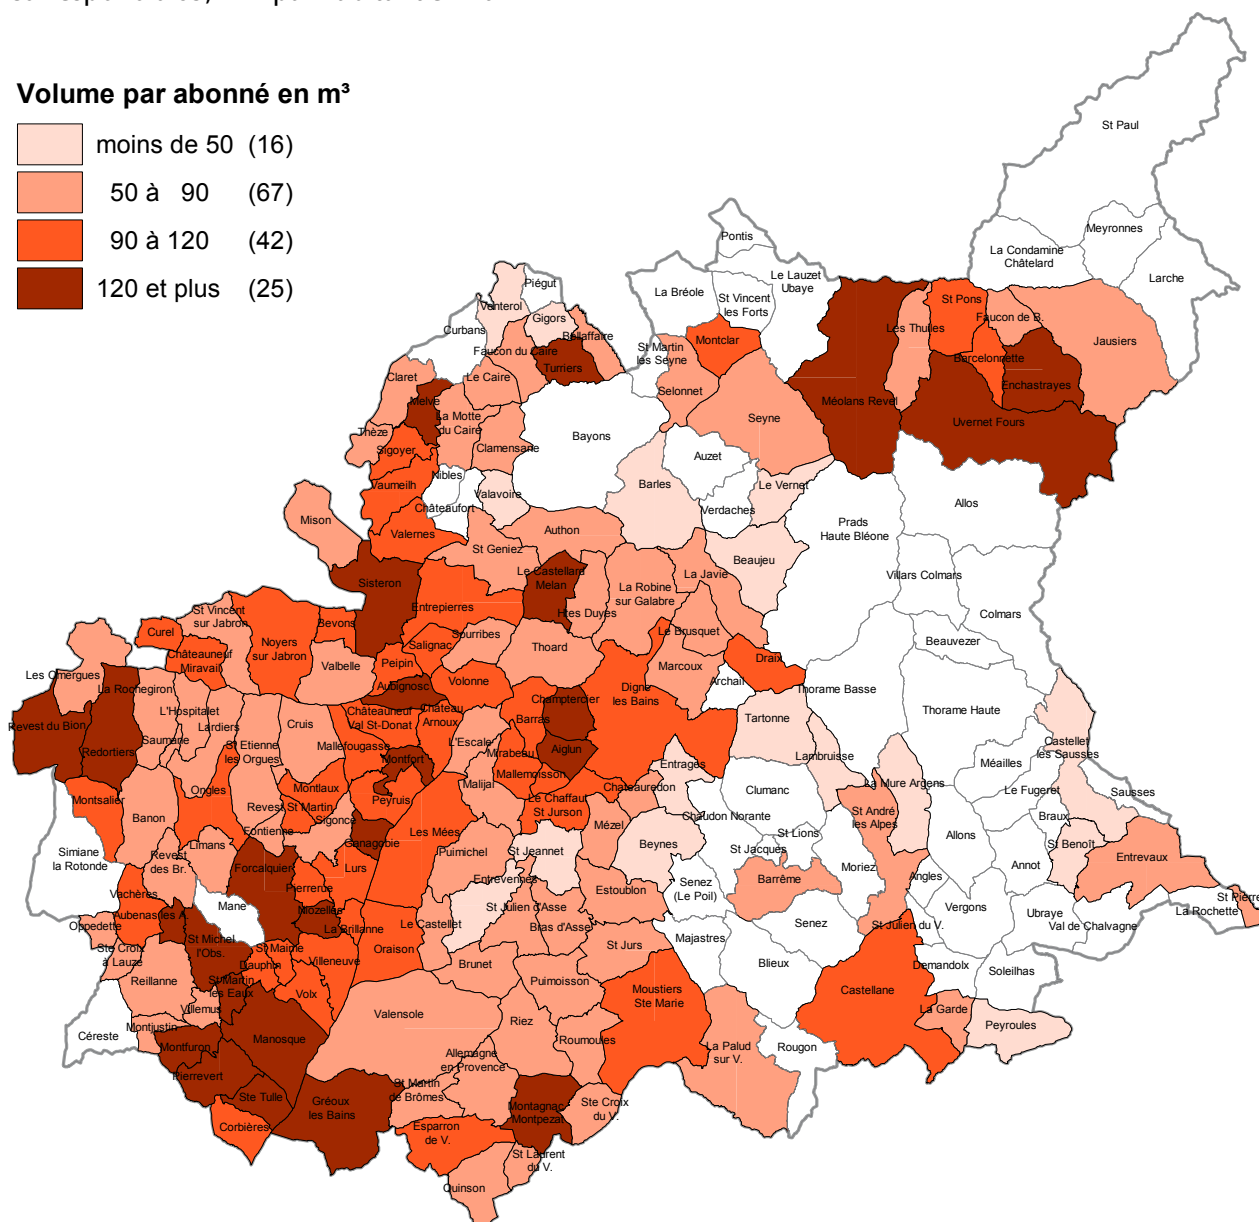 Volume par abonné en m³
moins de 50 (16)
50 à 90 (67)
90 à 120 (42)
120 et plus (25)
St Paul
Meyronnes
La Condamine
Châtelard
Larche
Pontis
Le Lauzet
Ubaye
La Bréole
St Vincent
les Forts
Piégut
Venterol
Gigors
Curbans
Bellaffaire
Faucon du Caire
Turriers
St Martin
les Seyne
Montclar
Les Thuiles
St Pons
Faucon de B.
Jausiers
Barcelonnette
Enchastrayes
Claret
Le Caire
Melve
La Motte
du Caire
Selonnet
Méolans Revel
Uvernet Fours
Seyne
Thèze
Sigoyer
Clamensane
Bayons
Auzet
Nibles
Vaumeilh
Valavoire
Barles
Le Vernet
Châteaufort
Verdaches
Allos
Mison
Valernes
Authon
Prads
Haute Bléone
St Geniez
Beaujeu
Le Castellard
Melan
La Javie
Villars Colmars
Sisteron
La Robine
sur Galabre
Entrepierres
Htes Duyes
Colmars
St Vincent
sur Jabron
Curel
Bevons
Noyers
sur Jabron
Sourribes
Salignac
Le Brusquet
Beauvezer
Châteauneuf
Miravail
Valbelle
Peipin
Thoard
Marcoux
Draix
Les Omergues
La Rochegiron
Aubignosc
Volonne
Digne
les Bains
Archail
Thorame Basse
L'Hospitalet
Champtercier
Thorame Haute
Revest du Bion
Lardiers
Cruis
Châteauneuf
Val St-Donat
Château
Arnoux
Barras
Tartonne
Saumane
St Etienne
les Orgues
Mallefougasse
L'Escale
Mirabeau
Aiglun
Lambruisse
Castellet
les Sausses
Redortiers
Montfort
Mallemoisson
Entrages
Méailles
Malijai
Chateauredon
La Mure Argens
Montsalier
Ongles
Montlaux
Peyruis
Le Chaffaut
St Jurson
Clumanc
Le Fugeret
Sausses
Banon
Revest
St Martin
Fontienne
Sigonce
Les Mées
Mézel
Chaudon Norante
St André
les Alpes
Braux
St Lions
Allons
St Benoît
Simiane
la Rotonde
Limans
Revest
des Br.
Ganagobie
Puimichel
St Jeannet
Beynes
St Jacques
Moriez
Annot
Entrevaux
Forcalquier
Lurs
Entrevennes
Senez
(Le Poil)
Barrême
Angles
Vachères
Pierrerue
Estoublon
St Pierre
Mane
Niozelles
St Julien d'Asse
Vergons
Ubraye
La Rochette
Aubenas les A.
Oppedette
La Brillanne
Le Castellet
Bras d'Asse
Senez
St Julien du V.
Val de Chalvagne
St Michel
l'Obs.
St Maime
Oraison
St Jurs
Majastres
Ste Croix
à Lauze
Dauphin
Villeneuve
Brunet
Blieux
Demandolx
Soleilhas
Reillanne
St Martin
les Eaux
Volx
Puimoisson
Moustiers
Ste Marie
Castellane
Villemus
Valensole
Riez
La Garde
Montjustin
Céreste
Manosque
Roumoules
Peyroules
Montfuron
Allemagne
en Provence
La Palud
sur V.
Rougon
Pierrevert
St Martin
de Brômes
Ste Tulle
Gréoux
les Bains
Montagnac
Montpezat
Ste Croix
du V.
Corbières
Esparron
de V.
St Laurent
du V.
Quinson